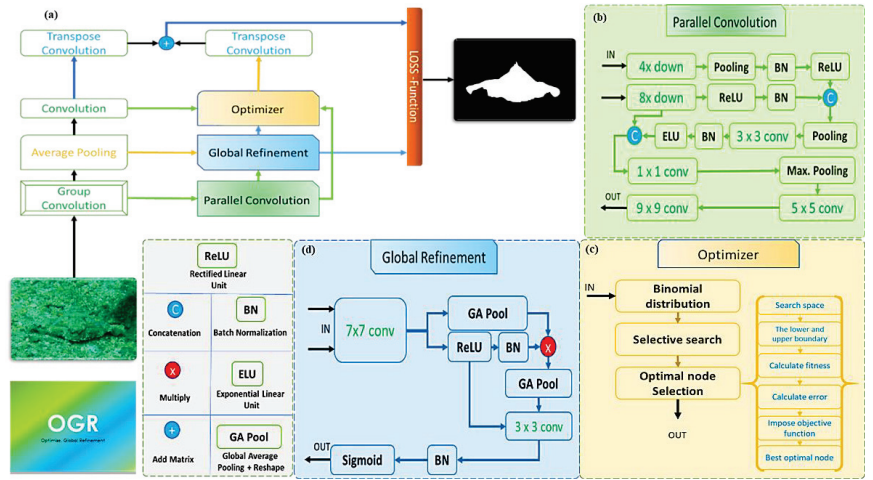 (a)
Transpose
Convolution
+
Transpose
Convolution
Convolution
Optimizer
Average Pooling
Global Refinement
Group
Convolution
Parallel Convolution
LOSS -Function
(b)
Parallel Convolution
IN
4x down
Pooling
BN
ReLU
8x down
ReLU
BN
C
C
ELU
BN
3 x 3 conv
Pooling
1 x 1 conv
Max. Pooling
OUT
9 x 9 conv
5 x 5 conv
OGR
Optimise, Global Refinement
ReLU
Rectified Linear
Unit
C
Concatenation
BN
Batch Normalization
X
Multiply
ELU
Exponential Linear
Unit
+
Add Matrix
GA Pool
Global Average
Pooling + Reshape
(d)
Global Refinement
IN
7x7 conv
GA Pool
ReLU
BN
X
GA Pool
3 x 3 conv
OUT
Sigmoid
BN
(c)
Optimizer
IN
Binomial
distribution
Selective search
Optimal node
Selection
OUT
Search space
The lower and
upper boundary
Calculate fitness
Calculate error
Impose objective
function
Best optimal node